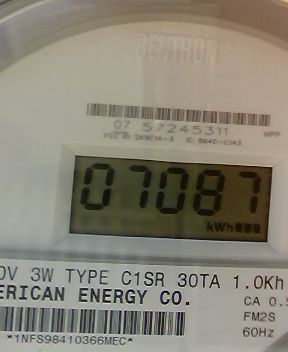 CENTRON®
07 57245311
HPP
07087
kWh
0V 3W TYPE C1SR 30TA 1.0Kh
ERICAN ENERGY CO.
CA 0.5
FM2S
60Hz
*1NFS98410366MEC*